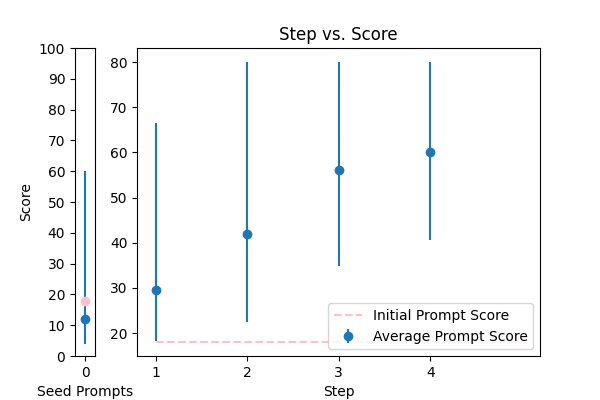 Step vs. Score
Score
100
90
80
70
60
50
40
30
20
10
0
0
Seed Prompts
80
70
60
50
40
30
20
1 2 3 4
Step
Initial Prompt Score
Average Prompt Score